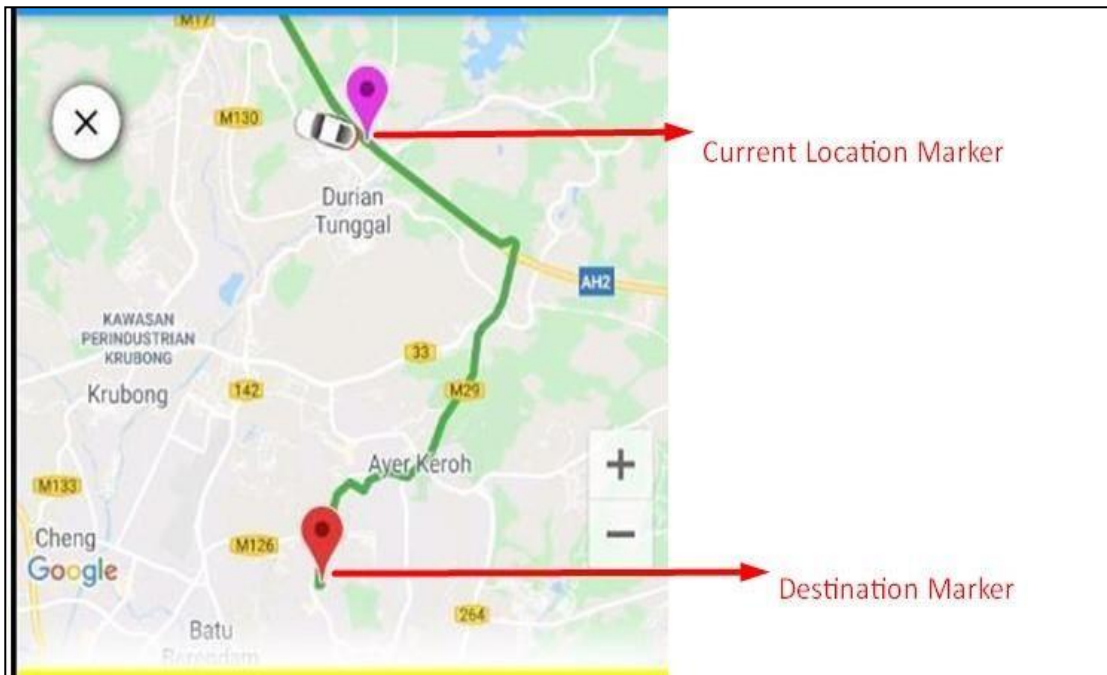 M17
M130
Current Location Marker
Durian
Tunggal
AH2
KAWASAN
PERINDUSTRIAN
KRUBONG
33
Krubong
142
M29
Ayer Keroh
+
M133
−
Cheng
M126
Google
Destination Marker
264
Batu
Berendam